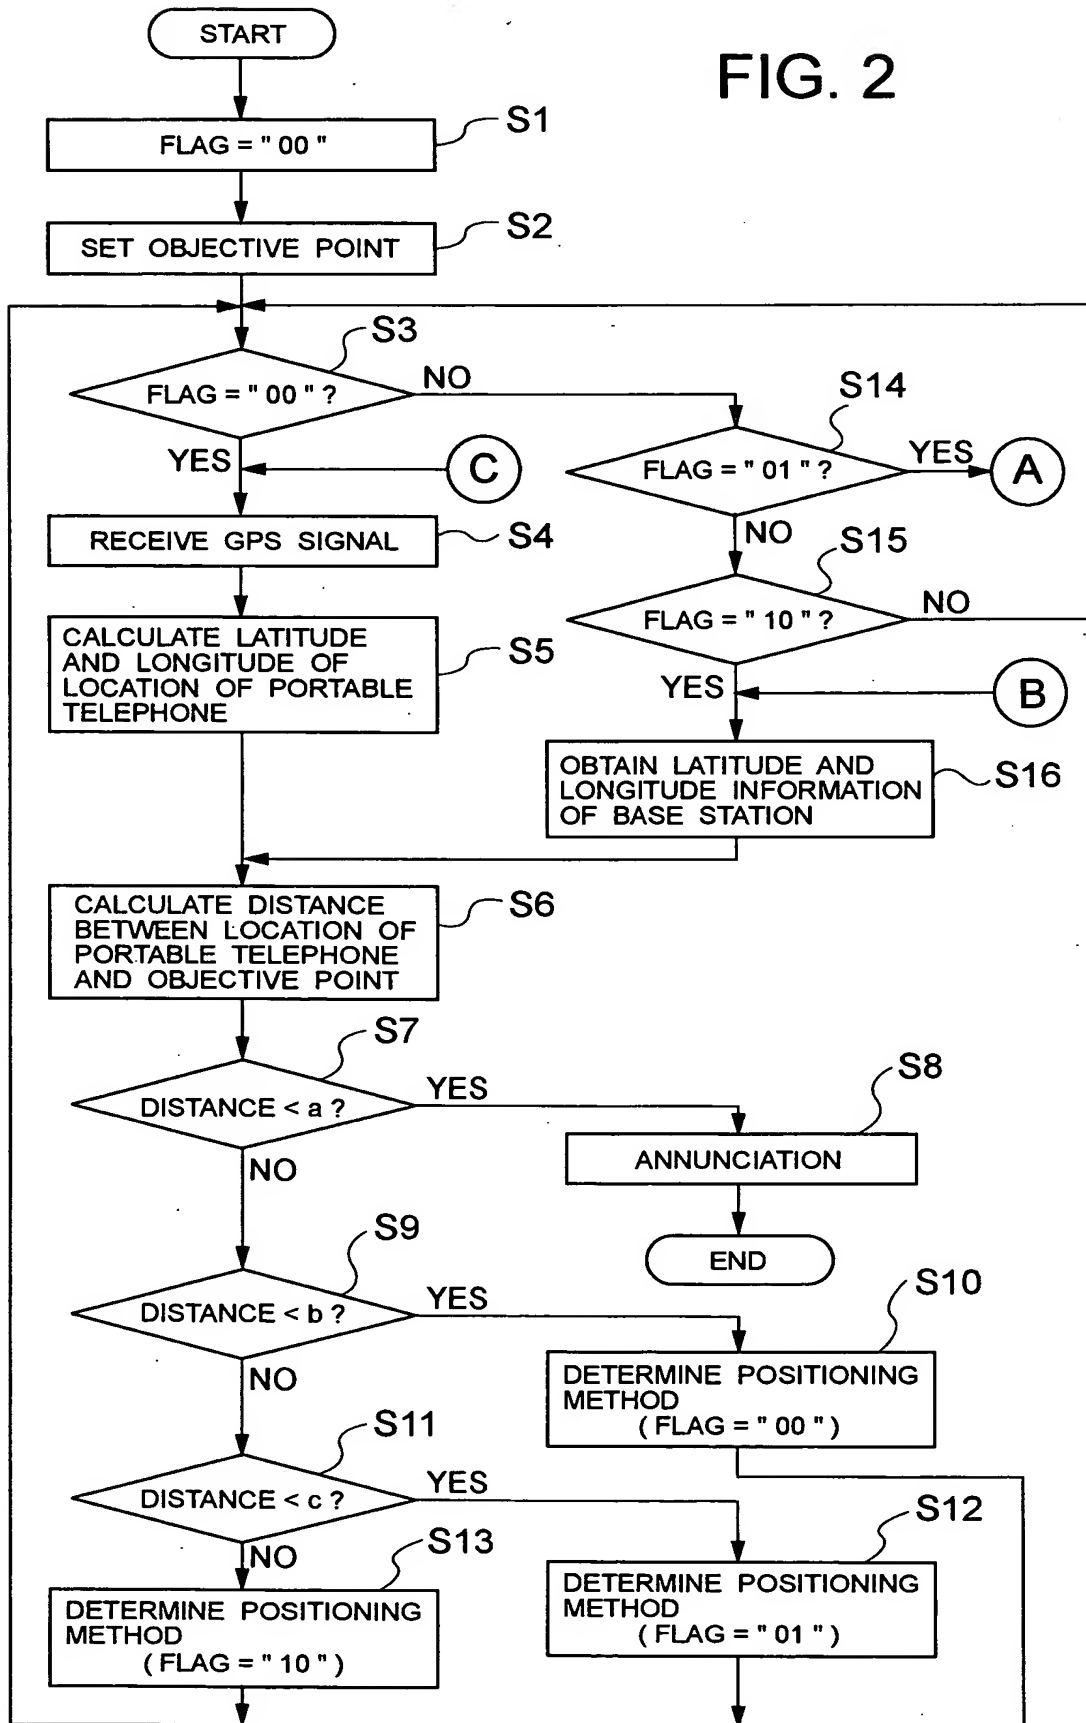 START
FIG. 2
FLAG = " 00 "
S1
SET OBJECTIVE POINT
S2
FLAG = " 00 " ?
S3
NO
YES
C
FLAG = " 01 " ?
S14
YES
A
NO
RECEIVE GPS SIGNAL
S4
FLAG = " 10 " ?
S15
NO
YES
B
CALCULATE LATITUDE
AND LONGITUDE OF
LOCATION OF PORTABLE
TELEPHONE
S5
OBTAIN LATITUDE AND
LONGITUDE INFORMATION
OF BASE STATION
S16
CALCULATE DISTANCE
BETWEEN LOCATION OF
PORTABLE TELEPHONE
AND OBJECTIVE POINT
S6
DISTANCE < a ?
S7
YES
NO
ANNUNCIATION
S8
END
DISTANCE < b ?
S9
YES
NO
DETERMINE POSITIONING
METHOD
( FLAG = " 00 " )
S10
DISTANCE < c ?
S11
YES
NO
DETERMINE POSITIONING
METHOD
( FLAG = " 01 " )
S12
DETERMINE POSITIONING
METHOD
( FLAG = " 10 " )
S13